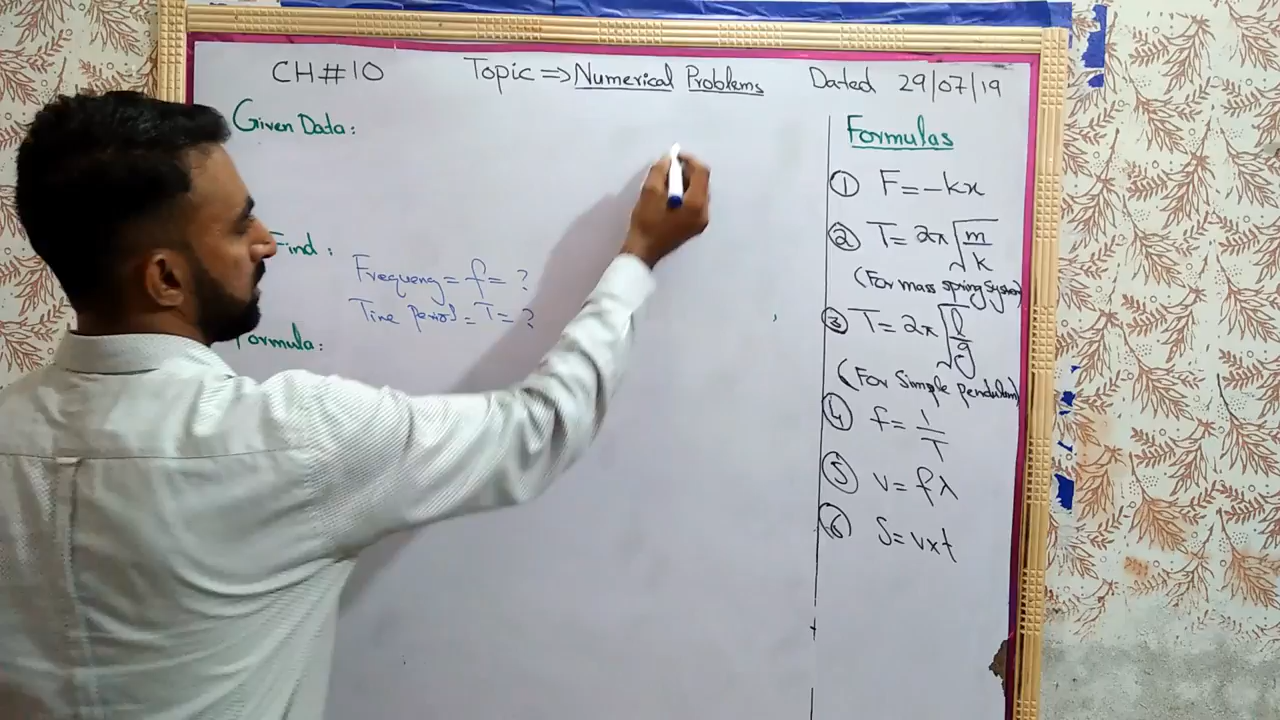 CH#10 Topic ⇒ Numerical Problems Dated 29/07/19
Given Data:
Find:
Frequency = f = ?
Time period = T = ?
Formula:
Formulas
① F = -kx
② T = 2π√m/k
(For mass spring System)
③ T = 2π√l/g
(For Simple pendulum)
④ f = 1/T
⑤ v = fλ
⑥ S = v×t